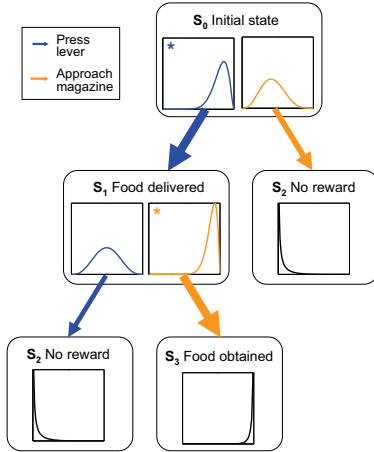 Press
lever
Approach
magazine
S0 Initial state
*
S1 Food delivered
*
S2 No reward
S2 No reward
S3 Food obtained